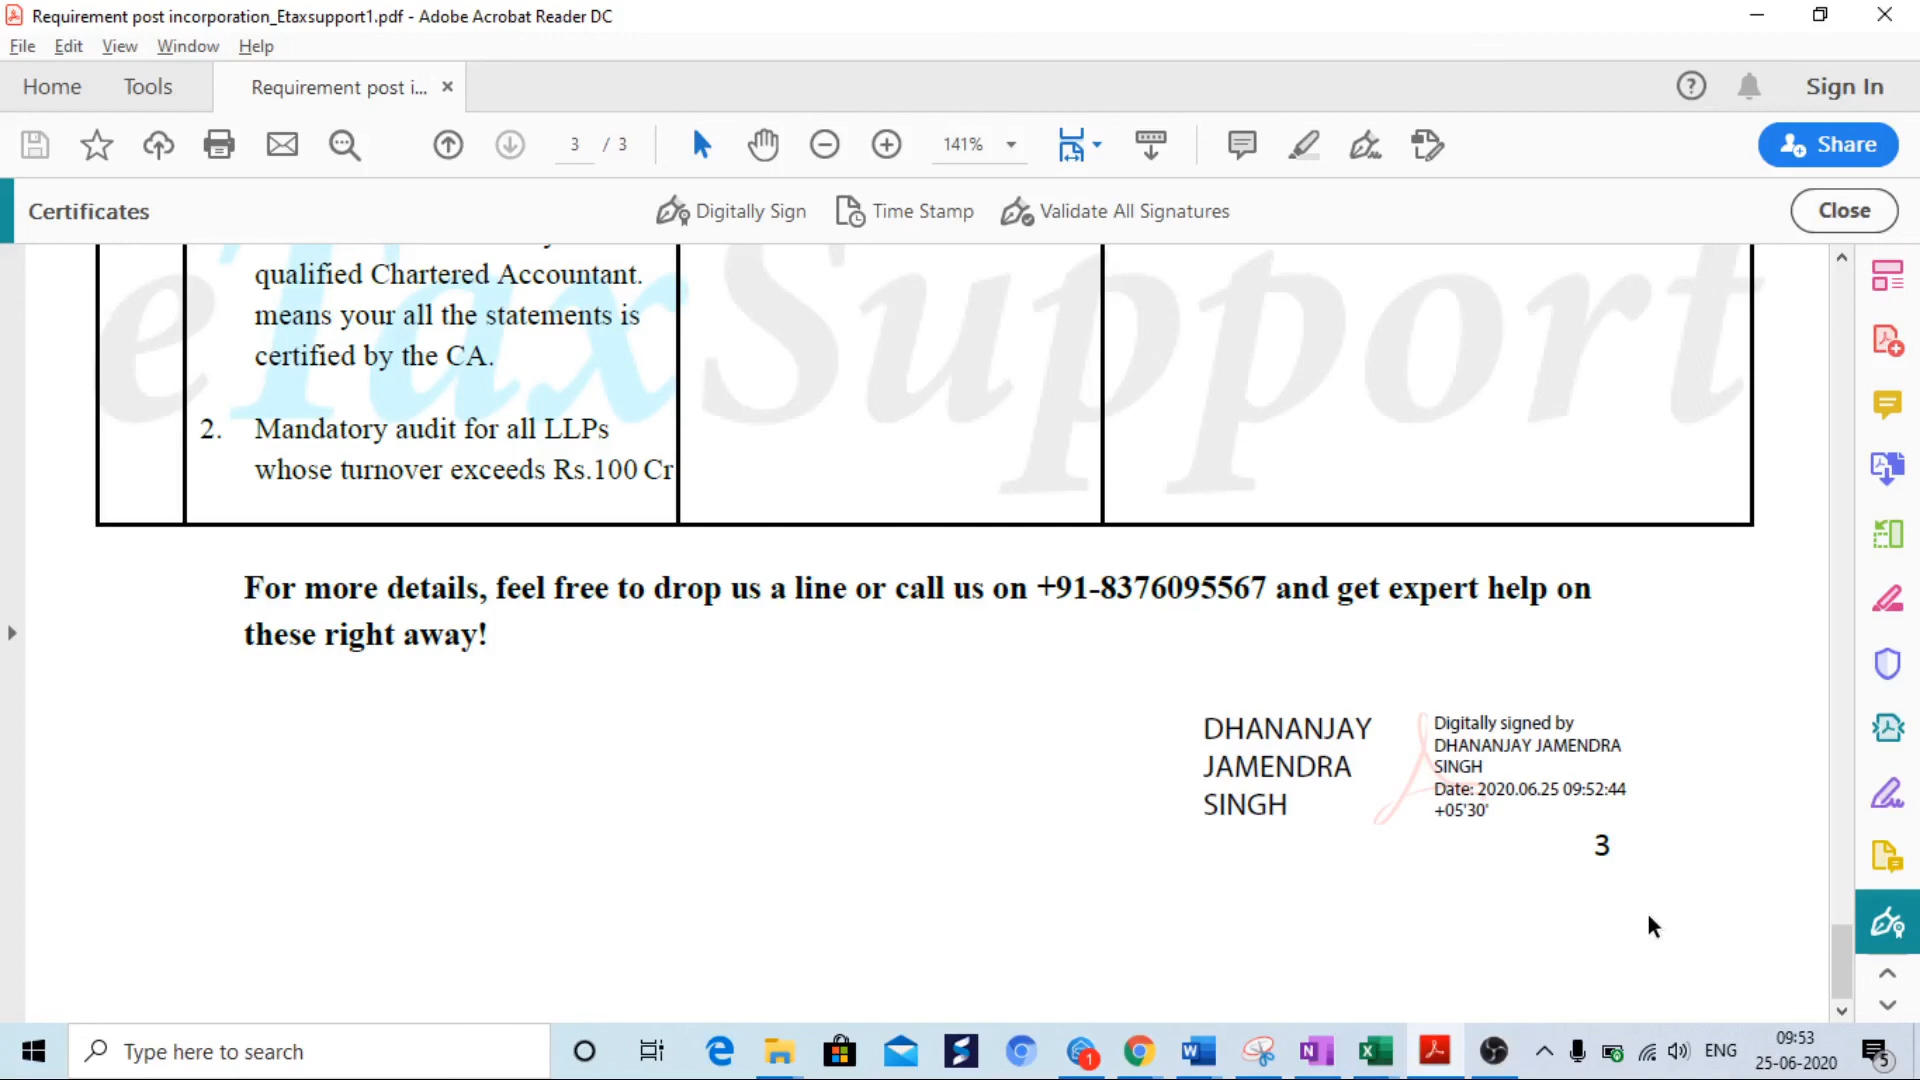 Requirement post incorporation_Etaxsupport1.pdf - Adobe Acrobat Reader DC
File Edit View Window Help
Home Tools Requirement post i... Sign In
3 / 3 141% Share
Certificates Digitally Sign Time Stamp Validate All Signatures Close
eTaxSupport
qualified Chartered Accountant.
means your all the statements is
certified by the CA.
2. Mandatory audit for all LLPs
whose turnover exceeds Rs.100 Cr
For more details, feel free to drop us a line or call us on +91-8376095567 and get expert help on
these right away!
DHANANJAY
JAMENDRA
SINGH
Digitally signed by
DHANANJAY JAMENDRA
SINGH
Date: 2020.06.25 09:52:44
+05'30'
3
Type here to search
1
ENG
09:53
25-06-2020
5